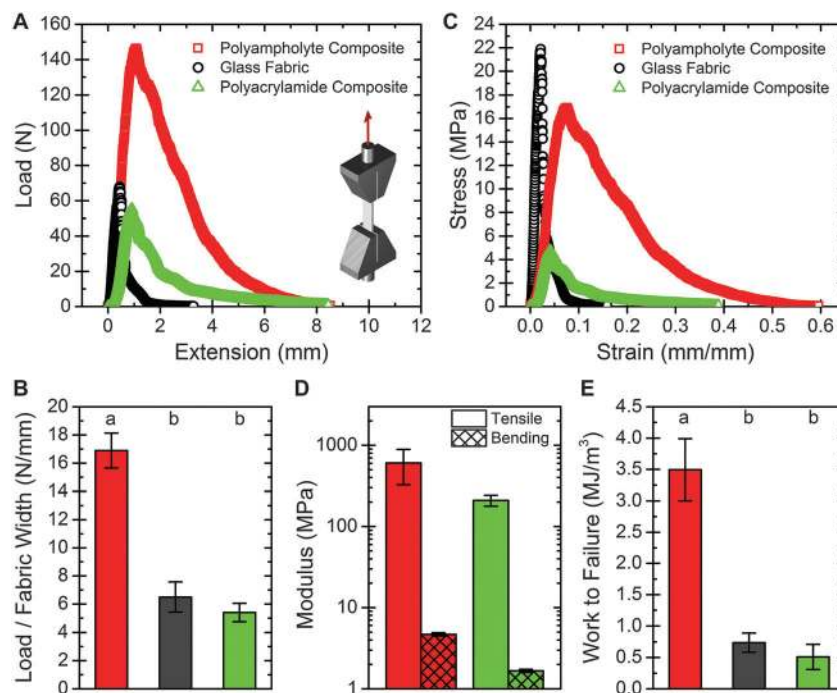 A
160
140
120
100
80
60
40
20
0
Load (N)
0 2 4 6 8 10 12
Extension (mm)
Polyampholyte Composite
Glass Fabric
Polyacrylamide Composite
C
24
22
20
18
16
14
12
10
8
6
4
2
0
Stress (MPa)
0.0 0.1 0.2 0.3 0.4 0.5 0.6
Strain (mm/mm)
Polyampholyte Composite
Glass Fabric
Polyacrylamide Composite
B
20
18
16
14
12
10
8
6
4
2
0
Load / Fabric Width (N/mm)
a b b
D
1000
100
10
1
Modulus (MPa)
Tensile
Bending
E
4.5
4.0
3.5
3.0
2.5
2.0
1.5
1.0
0.5
0.0
Work to Failure (MJ/m³)
a b b